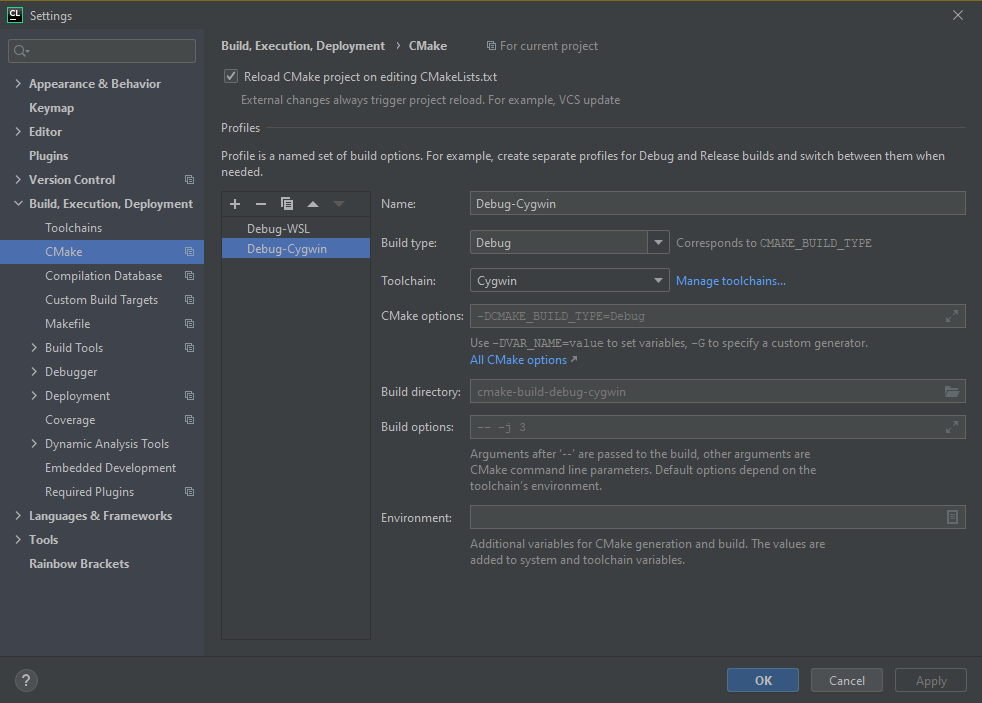 CL Settings
Build, Execution, Deployment › CMake For current project
Appearance & Behavior
Keymap
Editor
Plugins
Version Control
Build, Execution, Deployment
Toolchains
CMake
Compilation Database
Custom Build Targets
Makefile
Build Tools
Debugger
Deployment
Coverage
Dynamic Analysis Tools
Embedded Development
Required Plugins
Languages & Frameworks
Tools
Rainbow Brackets
Reload CMake project on editing CMakeLists.txt
External changes always trigger project reload. For example, VCS update
Profiles
Profile is a named set of build options. For example, create separate profiles for Debug and Release builds and switch between them when
needed.
Debug-WSL
Debug-Cygwin
Name: Debug-Cygwin
Build type: Debug Corresponds to CMAKE_BUILD_TYPE
Toolchain: Cygwin Manage toolchains...
CMake options: -DCMAKE_BUILD_TYPE=Debug
Use -DVAR_NAME=value to set variables, -G to specify a custom generator.
All CMake options ↗
Build directory: cmake-build-debug-cygwin
Build options: -- -j 3
Arguments after '--' are passed to the build, other arguments are
CMake command line parameters. Default options depend on the
toolchain's environment.
Environment:
Additional variables for CMake generation and build. The values are
added to system and toolchain variables.
? OK Cancel Apply